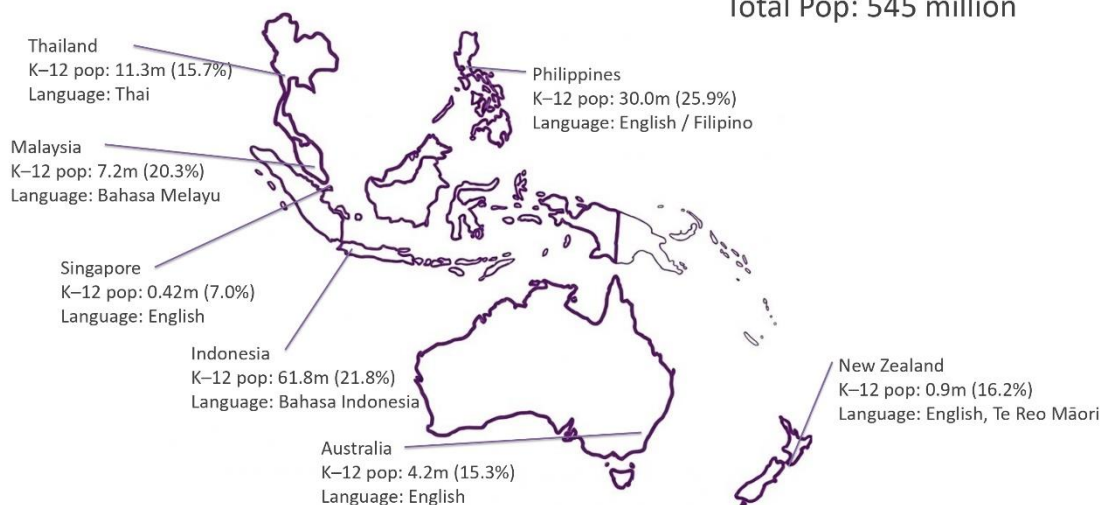 Total Pop: 545 million
Thailand
K–12 pop: 11.3m (15.7%)
Language: Thai
Philippines
K–12 pop: 30.0m (25.9%)
Language: English / Filipino
Malaysia
K–12 pop: 7.2m (20.3%)
Language: Bahasa Melayu
Singapore
K–12 pop: 0.42m (7.0%)
Language: English
Indonesia
K–12 pop: 61.8m (21.8%)
Language: Bahasa Indonesia
New Zealand
K–12 pop: 0.9m (16.2%)
Language: English, Te Reo Māori
Australia
K–12 pop: 4.2m (15.3%)
Language: English